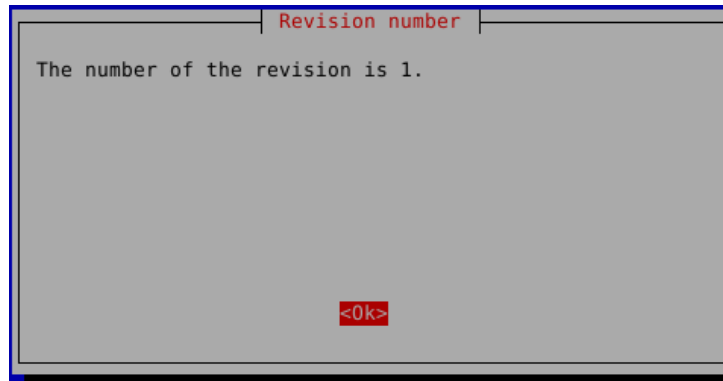 Revision number
The number of the revision is 1.
<Ok>